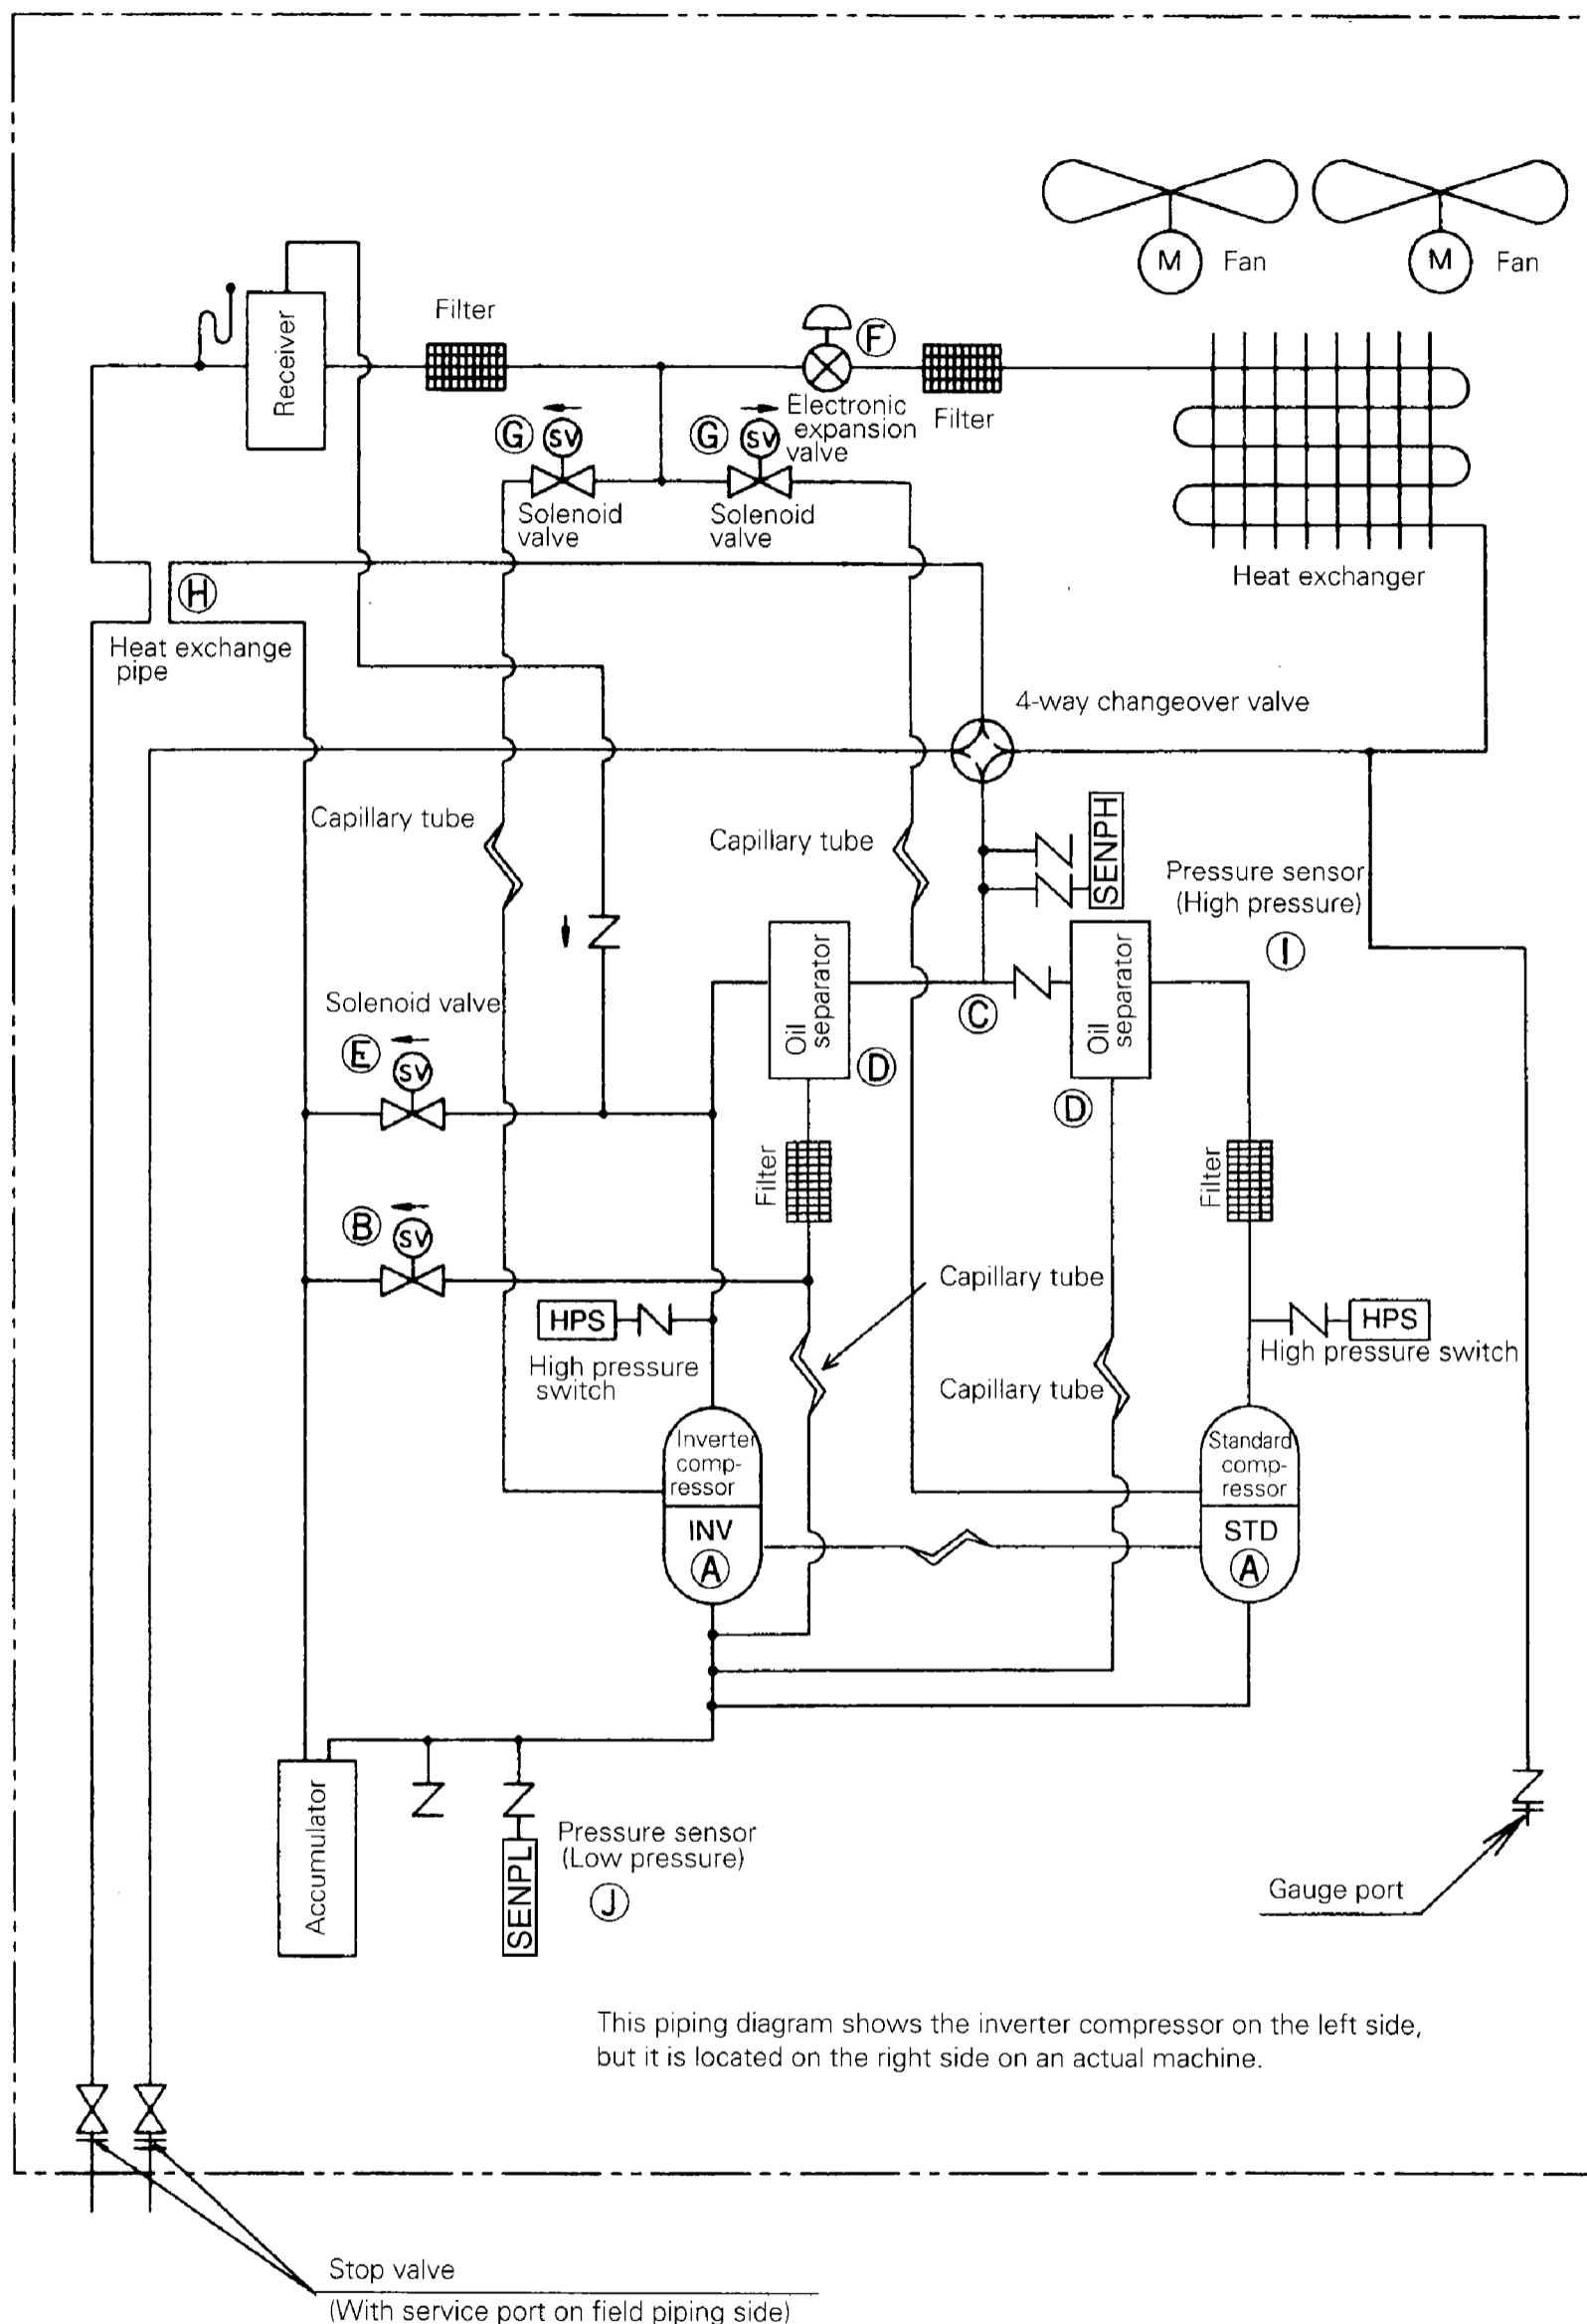 M
Fan
M
Fan
Receiver
Filter
F
Electronic
expansion
valve
Filter
G
SV
Solenoid
valve
G
SV
Solenoid
valve
Heat exchanger
H
Heat exchange
pipe
4-way changeover valve
Capillary tube
Capillary tube
SENPH
Pressure sensor
(High pressure)
I
Oil
separator
D
C
Oil
separator
D
Solenoid valve
E
SV
Filter
Filter
B
SV
Capillary tube
HPS
High pressure
switch
Capillary tube
HPS
High pressure switch
Inverter
comp-
ressor
INV
A
Standard
comp-
ressor
STD
A
Accumulator
SENPL
Pressure sensor
(Low pressure)
J
Gauge port
This piping diagram shows the inverter compressor on the left side,
but it is located on the right side on an actual machine.
Stop valve
(With service port on field piping side)